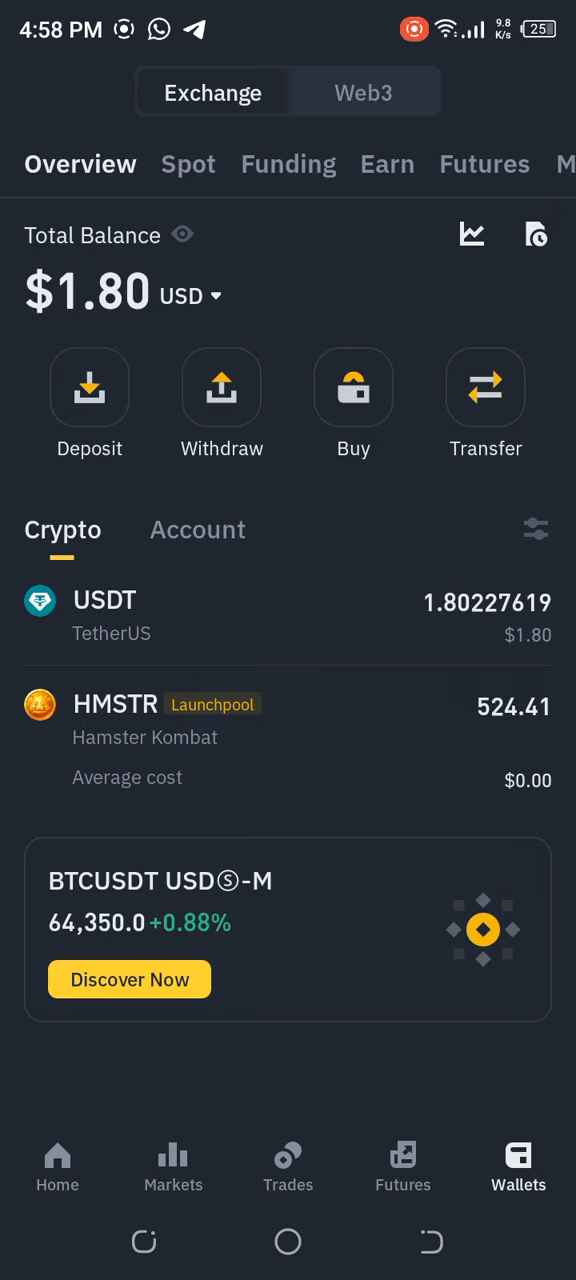 4:58 PM 9.8 K/s 25
Exchange Web3
Overview Spot Funding Earn Futures M
Total Balance
$1.80 USD
Deposit Withdraw Buy Transfer
Crypto Account
USDT 1.80227619
TetherUS $1.80
HMSTR Launchpool 524.41
Hamster Kombat
Average cost $0.00
BTCUSDT USDⓈ-M
64,350.0 +0.88%
Discover Now
Home Markets Trades Futures Wallets